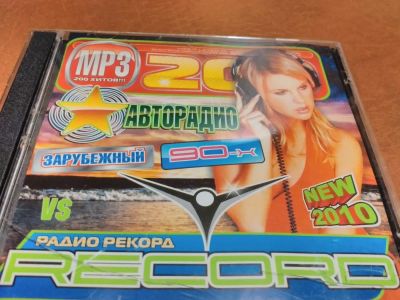 MP3
200 ХИТОВ!!!
20
АВТОРАДИО
ЗАРУБЕЖНЫЙ
90-х
NEW
2010
VS
РАДИО РЕКОРД
RECORD